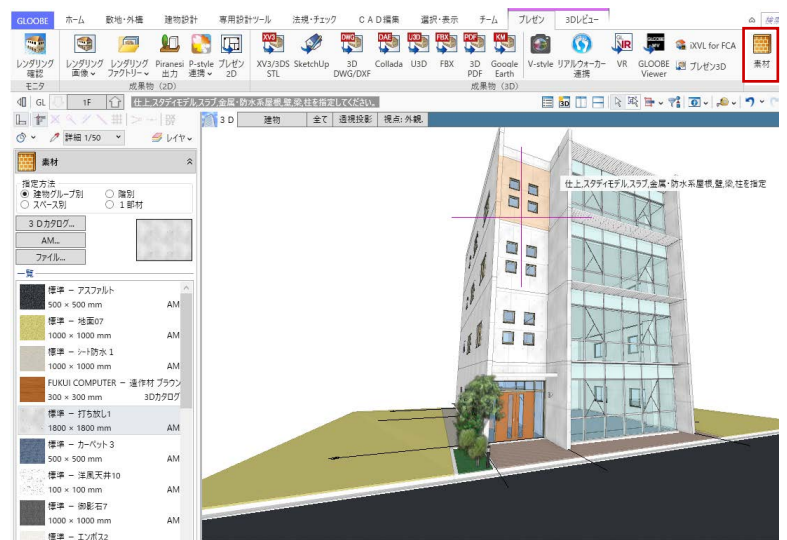 GLOOBE ホーム 敷地・外構 建物設計 専用設計ツール 法規・チェック CAD編集 選択・表示 チーム プレゼン 3Dレビュー
レンダリング 確認
レンダリング 画像
レンダリング ファクトリー
Piranesi 出力
P-style 連携
プレゼン 2D
XV3/3DS STL
SketchUp
3D DWG/DXF
Collada
U3D
FBX
3D PDF
Google Earth
V-style
リアルウォーカー 連携
VR
GLOOBE Viewer
iXVL for FCA
プレゼン3D
素材
モニタ 成果物（2D） 成果物（3D）
GL 1F 仕上,スタディモデル,スラブ,金属・防水系屋根,壁,梁,柱を指定してください。
3D 建物 全て 透視投影 視点: 外観.
詳細 1/50 レイヤ
素材
指定方法
建物グループ別 階別
スペース別 1部材
3Dカタログ...
AM...
ファイル...
一覧
標準 － アスファルト
500 × 500 mm AM
標準 － 地面07
1000 × 1000 mm AM
標準 － シート防水1
1000 × 1000 mm AM
FUKUI COMPUTER － 造作材 ブラウン
300 × 300 mm 3Dカタログ
標準 － 打ち放し1
1800 × 1800 mm AM
標準 － カーペット3
500 × 500 mm AM
標準 － 洋風天井10
100 × 100 mm AM
標準 － 御影石7
1000 × 1000 mm AM
標準 － エンボス2
仕上,スタディモデル,スラブ,金属・防水系屋根,壁,梁,柱を指定